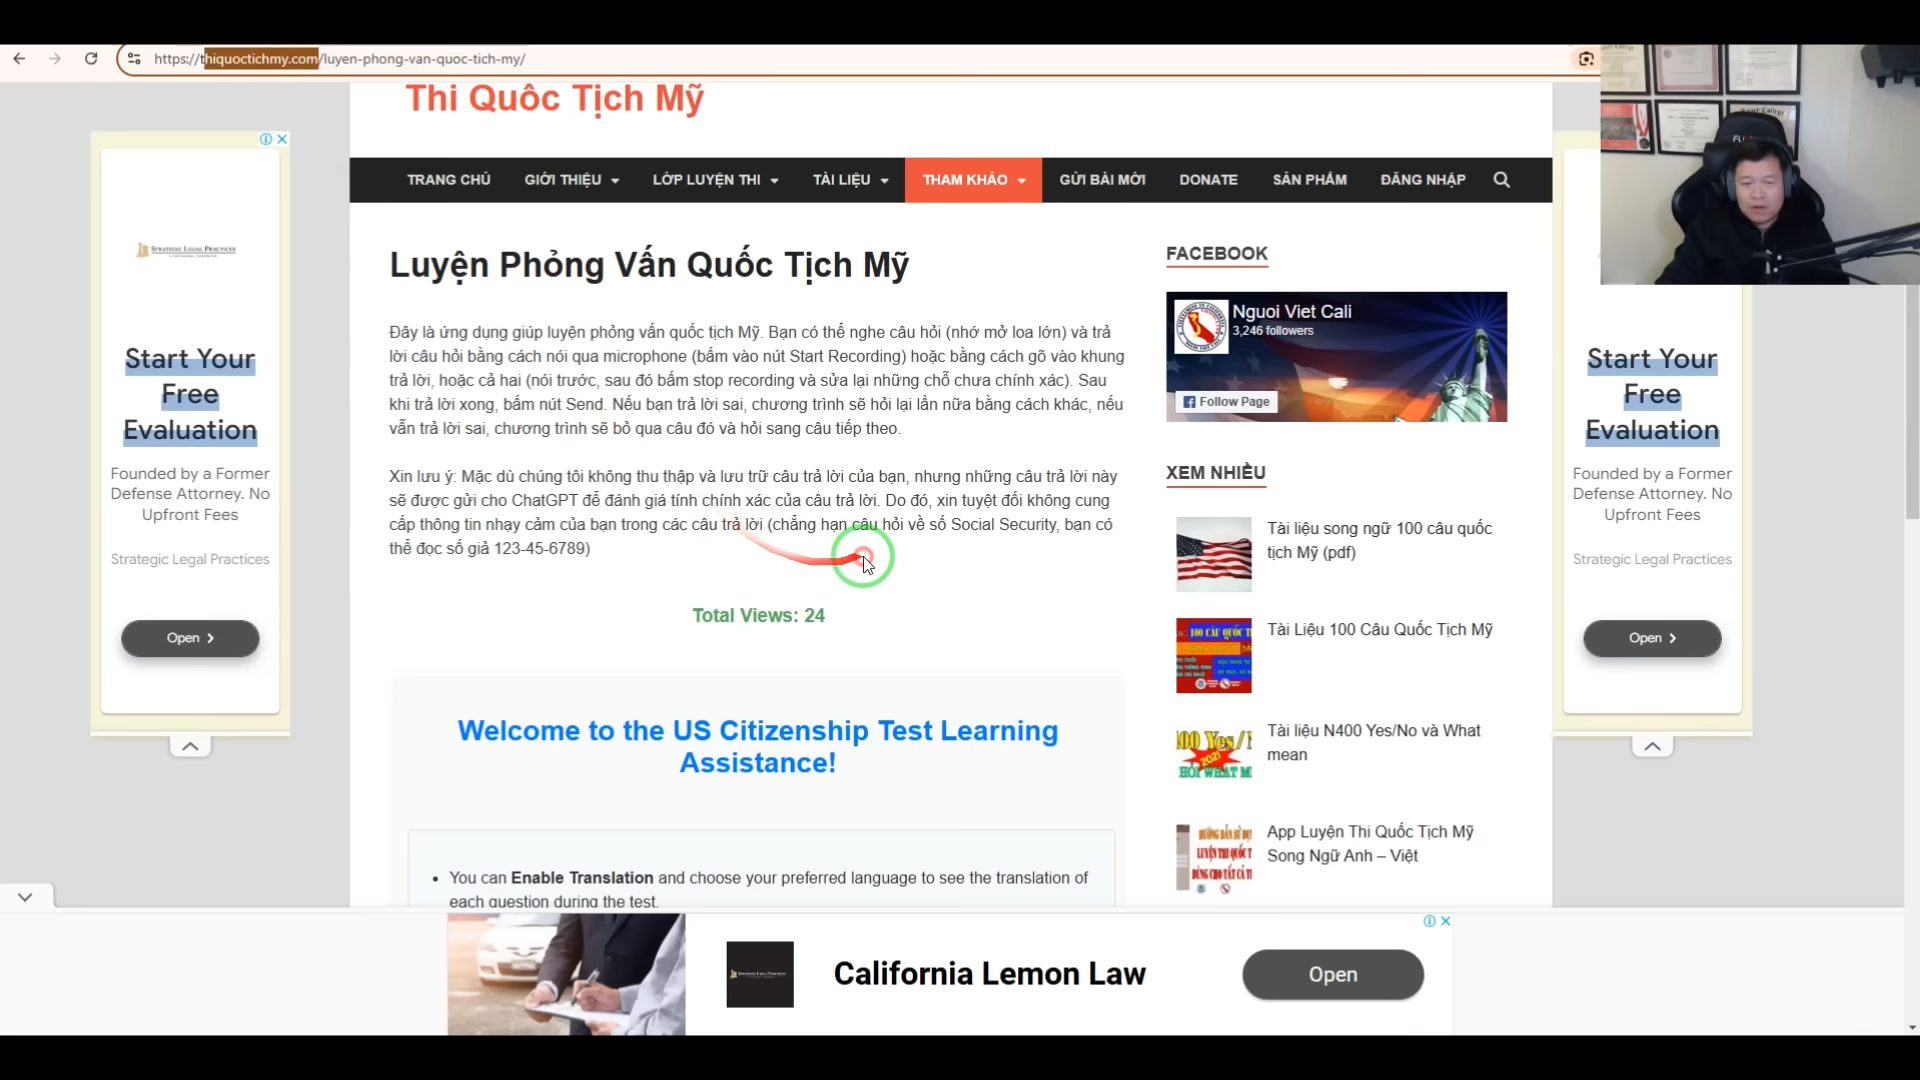 https://thiquoctichmy.com/luyen-phong-van-quoc-tich-my/
Thi Quốc Tịch Mỹ
TRANG CHỦ GIỚI THIỆU LỚP LUYỆN THI TÀI LIỆU THAM KHẢO GỬI BÀI MỚI DONATE SẢN PHẨM ĐĂNG NHẬP
Luyện Phỏng Vấn Quốc Tịch Mỹ
Đây là ứng dụng giúp luyện phỏng vấn quốc tịch Mỹ. Bạn có thể nghe câu hỏi (nhớ mở loa lớn) và trả
lời câu hỏi bằng cách nói qua microphone (bấm vào nút Start Recording) hoặc bằng cách gõ vào khung
trả lời, hoặc cả hai (nói trước, sau đó bấm stop recording và sửa lại những chỗ chưa chính xác). Sau
khi trả lời xong, bấm nút Send. Nếu bạn trả lời sai, chương trình sẽ hỏi lại lần nữa bằng cách khác, nếu
vẫn trả lời sai, chương trình sẽ bỏ qua câu đó và hỏi sang câu tiếp theo.
Xin lưu ý: Mặc dù chúng tôi không thu thập và lưu trữ câu trả lời của bạn, nhưng những câu trả lời này
sẽ được gửi cho ChatGPT để đánh giá tính chính xác của câu trả lời. Do đó, xin tuyệt đối không cung
cấp thông tin nhạy cảm của bạn trong các câu trả lời (chẳng hạn câu hỏi về số Social Security, bạn có
thể đọc số giả 123-45-6789)
Total Views: 24
Welcome to the US Citizenship Test Learning
Assistance!
• You can Enable Translation and choose your preferred language to see the translation of
each question during the test.
FACEBOOK
Nguoi Viet Cali
3,246 followers
Follow Page
XEM NHIỀU
Tài liệu song ngữ 100 câu quốc
tịch Mỹ (pdf)
Tài Liệu 100 Câu Quốc Tịch Mỹ
Tài liệu N400 Yes/No và What
mean
App Luyện Thi Quốc Tịch Mỹ
Song Ngữ Anh – Việt
STRATEGIC LEGAL PRACTICES
Start Your
Free
Evaluation
Founded by a Former
Defense Attorney. No
Upfront Fees
Strategic Legal Practices
Open
Start Your
Free
Evaluation
Founded by a Former
Defense Attorney. No
Upfront Fees
Strategic Legal Practices
Open
California Lemon Law
Open